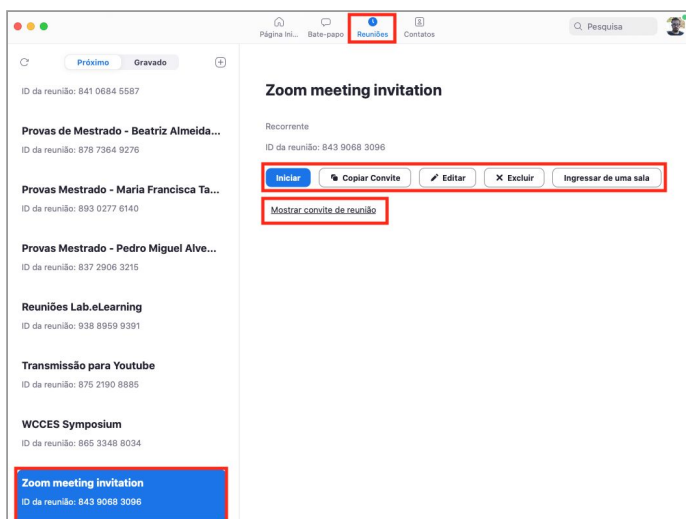 Página Ini...
Bate-papo
Reuniões
Contatos
Pesquisa
Próximo
Gravado
ID da reunião: 841 0684 5587
Provas de Mestrado - Beatriz Almeida...
ID da reunião: 878 7364 9276
Provas Mestrado - Maria Francisca Ta...
ID da reunião: 893 0277 6140
Provas Mestrado - Pedro Miguel Alve...
ID da reunião: 837 2906 3215
Reuniões Lab.eLearning
ID da reunião: 938 8959 9391
Transmissão para Youtube
ID da reunião: 875 2190 8885
WCCES Symposium
ID da reunião: 865 3348 8034
Zoom meeting invitation
ID da reunião: 843 9068 3096
Zoom meeting invitation
Recorrente
ID da reunião: 843 9068 3096
Iniciar
Copiar Convite
Editar
Excluir
Ingressar de uma sala
Mostrar convite de reunião